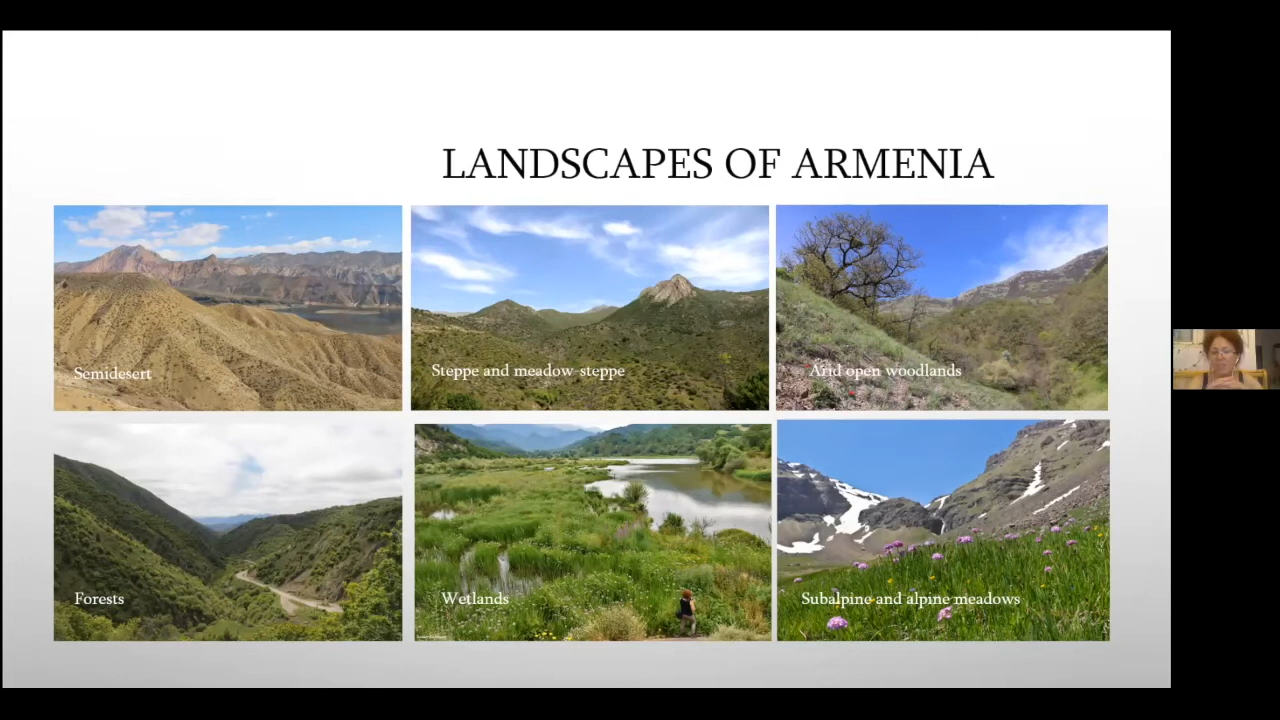 LANDSCAPES OF ARMENIA
Semidesert
Steppe and meadow-steppe
Arid open woodlands
Forests
Wetlands
Subalpine and alpine meadows